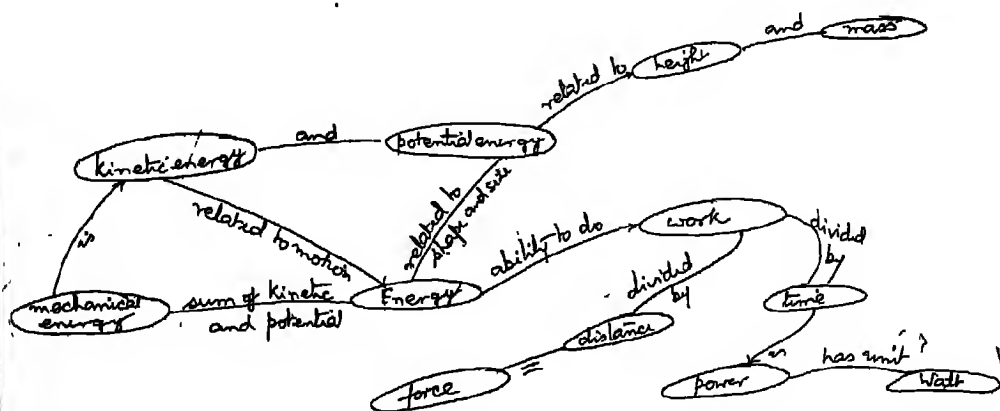 and mass
related to height
kinetic energy and potential energy
is
related to motion
related to
shape and size
ability to do work
divided
by
mechanical
energy
sum of kinetic
and potential
Energy
divided
by
time
distance
=
force
is
power has unit ? Watt